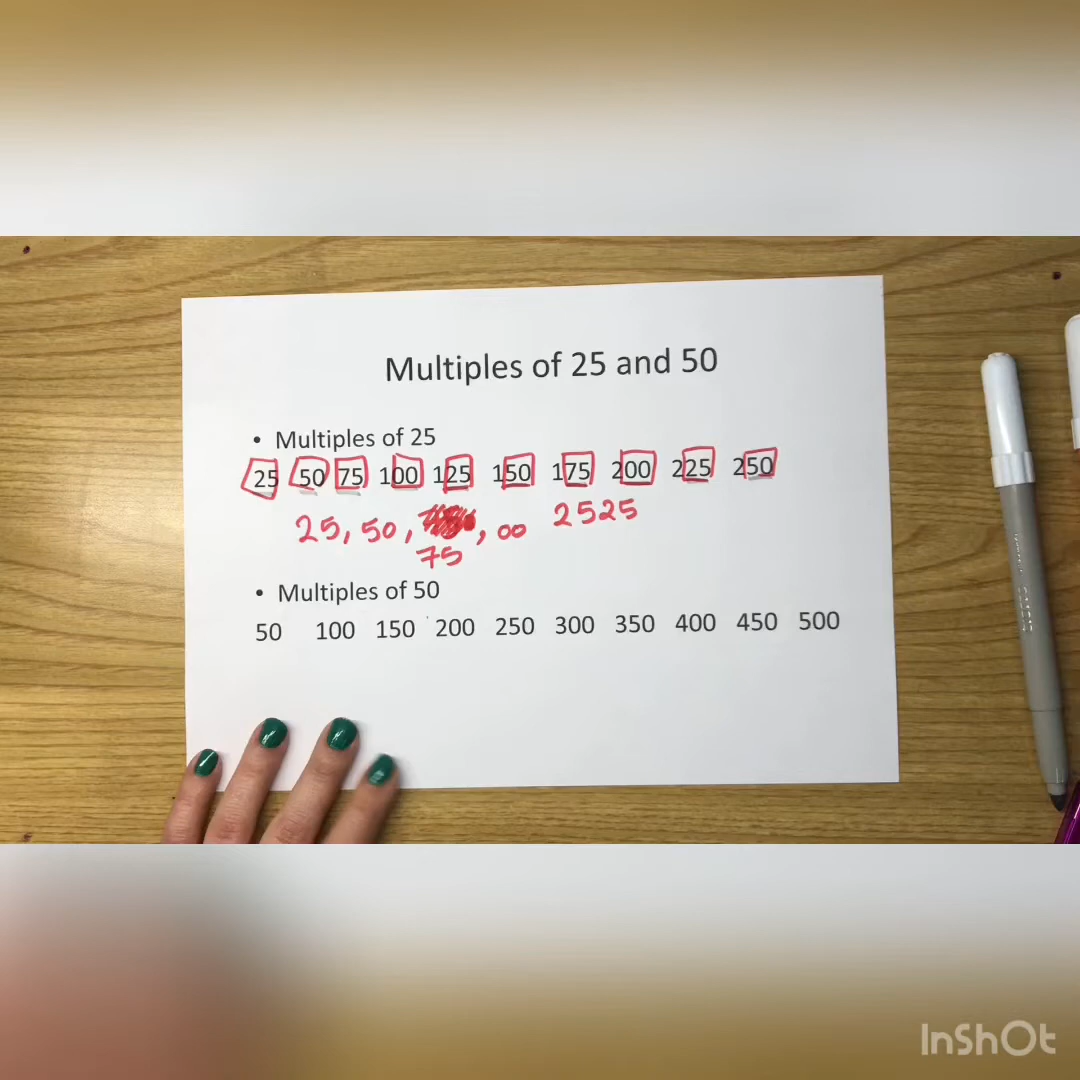 Multiples of 25 and 50
• Multiples of 25
25 50 75 100 125 150 175 200 225 250
25, 50, , 00 2525
75
• Multiples of 50
50 100 150 200 250 300 350 400 450 500
InShOt